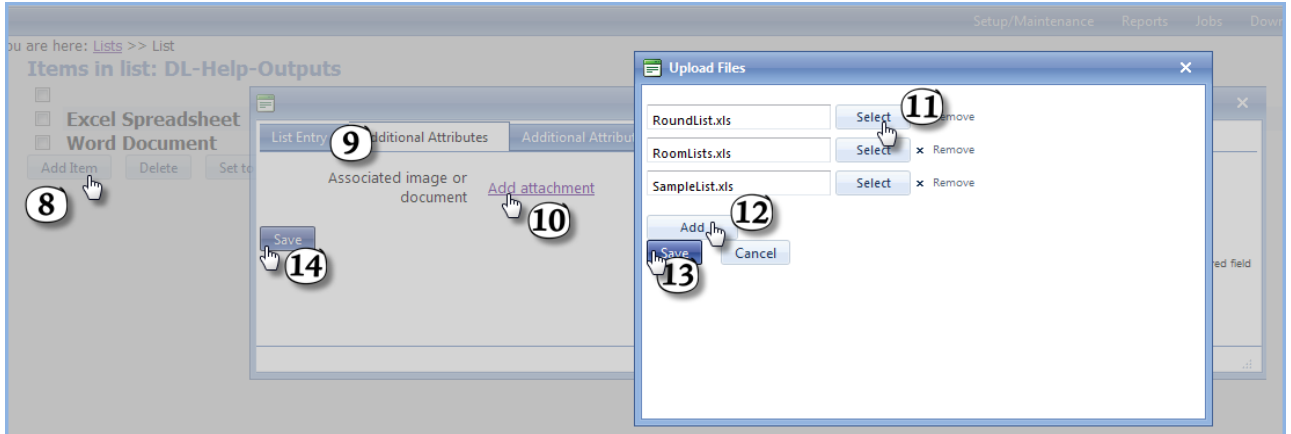 Setup/Maintenance Reports Jobs Down
ou are here: Lists >> List
Items in list: DL-Help-Outputs
Excel Spreadsheet
Word Document
Add Item Delete Set to
8
List Entry 9 dditional Attributes Additional Attribu
Associated image or
document
Add attachment
10
Save
14
Upload Files
RoundList.xls Select 11 emove
RoomLists.xls Select × Remove
SampleList.xls Select × Remove
Add 12
Save Cancel
13
red field